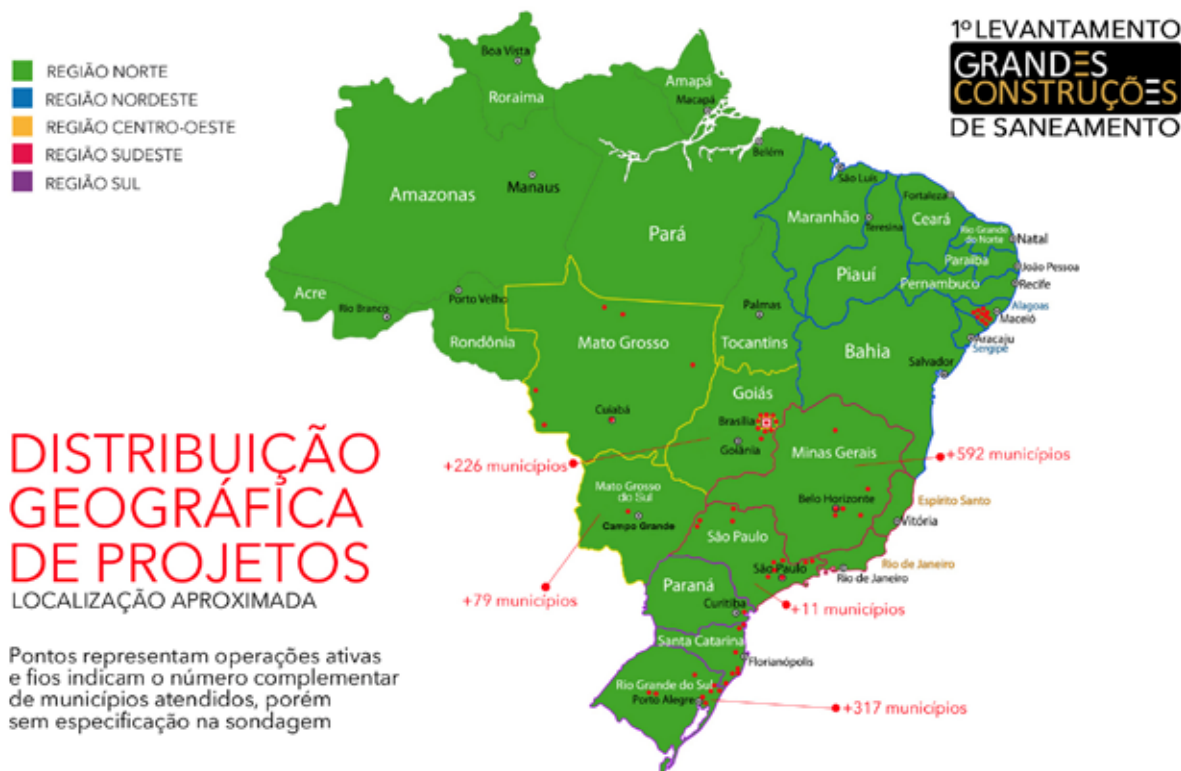 REGIÃO NORTE
REGIÃO NORDESTE
REGIÃO CENTRO-OESTE
REGIÃO SUDESTE
REGIÃO SUL
1º LEVANTAMENTO
GRANDES
CONSTRUÇÕES
DE SANEAMENTO
Boa Vista
Roraima
Amapá
Macapá
Belém
Amazonas
Manaus
Pará
São Luís
Maranhão
Teresina
Fortaleza
Ceará
Rio Grande
do Norte
Natal
Paraíba
João Pessoa
Piauí
Pernambuco
Recife
Acre
Rio Branco
Porto Velho
Rondônia
Palmas
Tocantins
Alagoas
Maceió
Aracaju
Sergipe
Mato Grosso
Bahia
Salvador
Cuiabá
Goiás
Brasília
Goiânia
Minas Gerais
+226 municípios
+592 municípios
Mato Grosso
do Sul
Campo Grande
Belo Horizonte
Espírito Santo
Vitória
São Paulo
São Paulo
Rio de Janeiro
Rio de Janeiro
+79 municípios
+11 municípios
Paraná
Curitiba
Santa Catarina
Florianópolis
Rio Grande do Sul
Porto Alegre
+317 municípios
DISTRIBUIÇÃO
GEOGRÁFICA
DE PROJETOS
LOCALIZAÇÃO APROXIMADA
Pontos representam operações ativas
e fios indicam o número complementar
de municípios atendidos, porém
sem especificação na sondagem